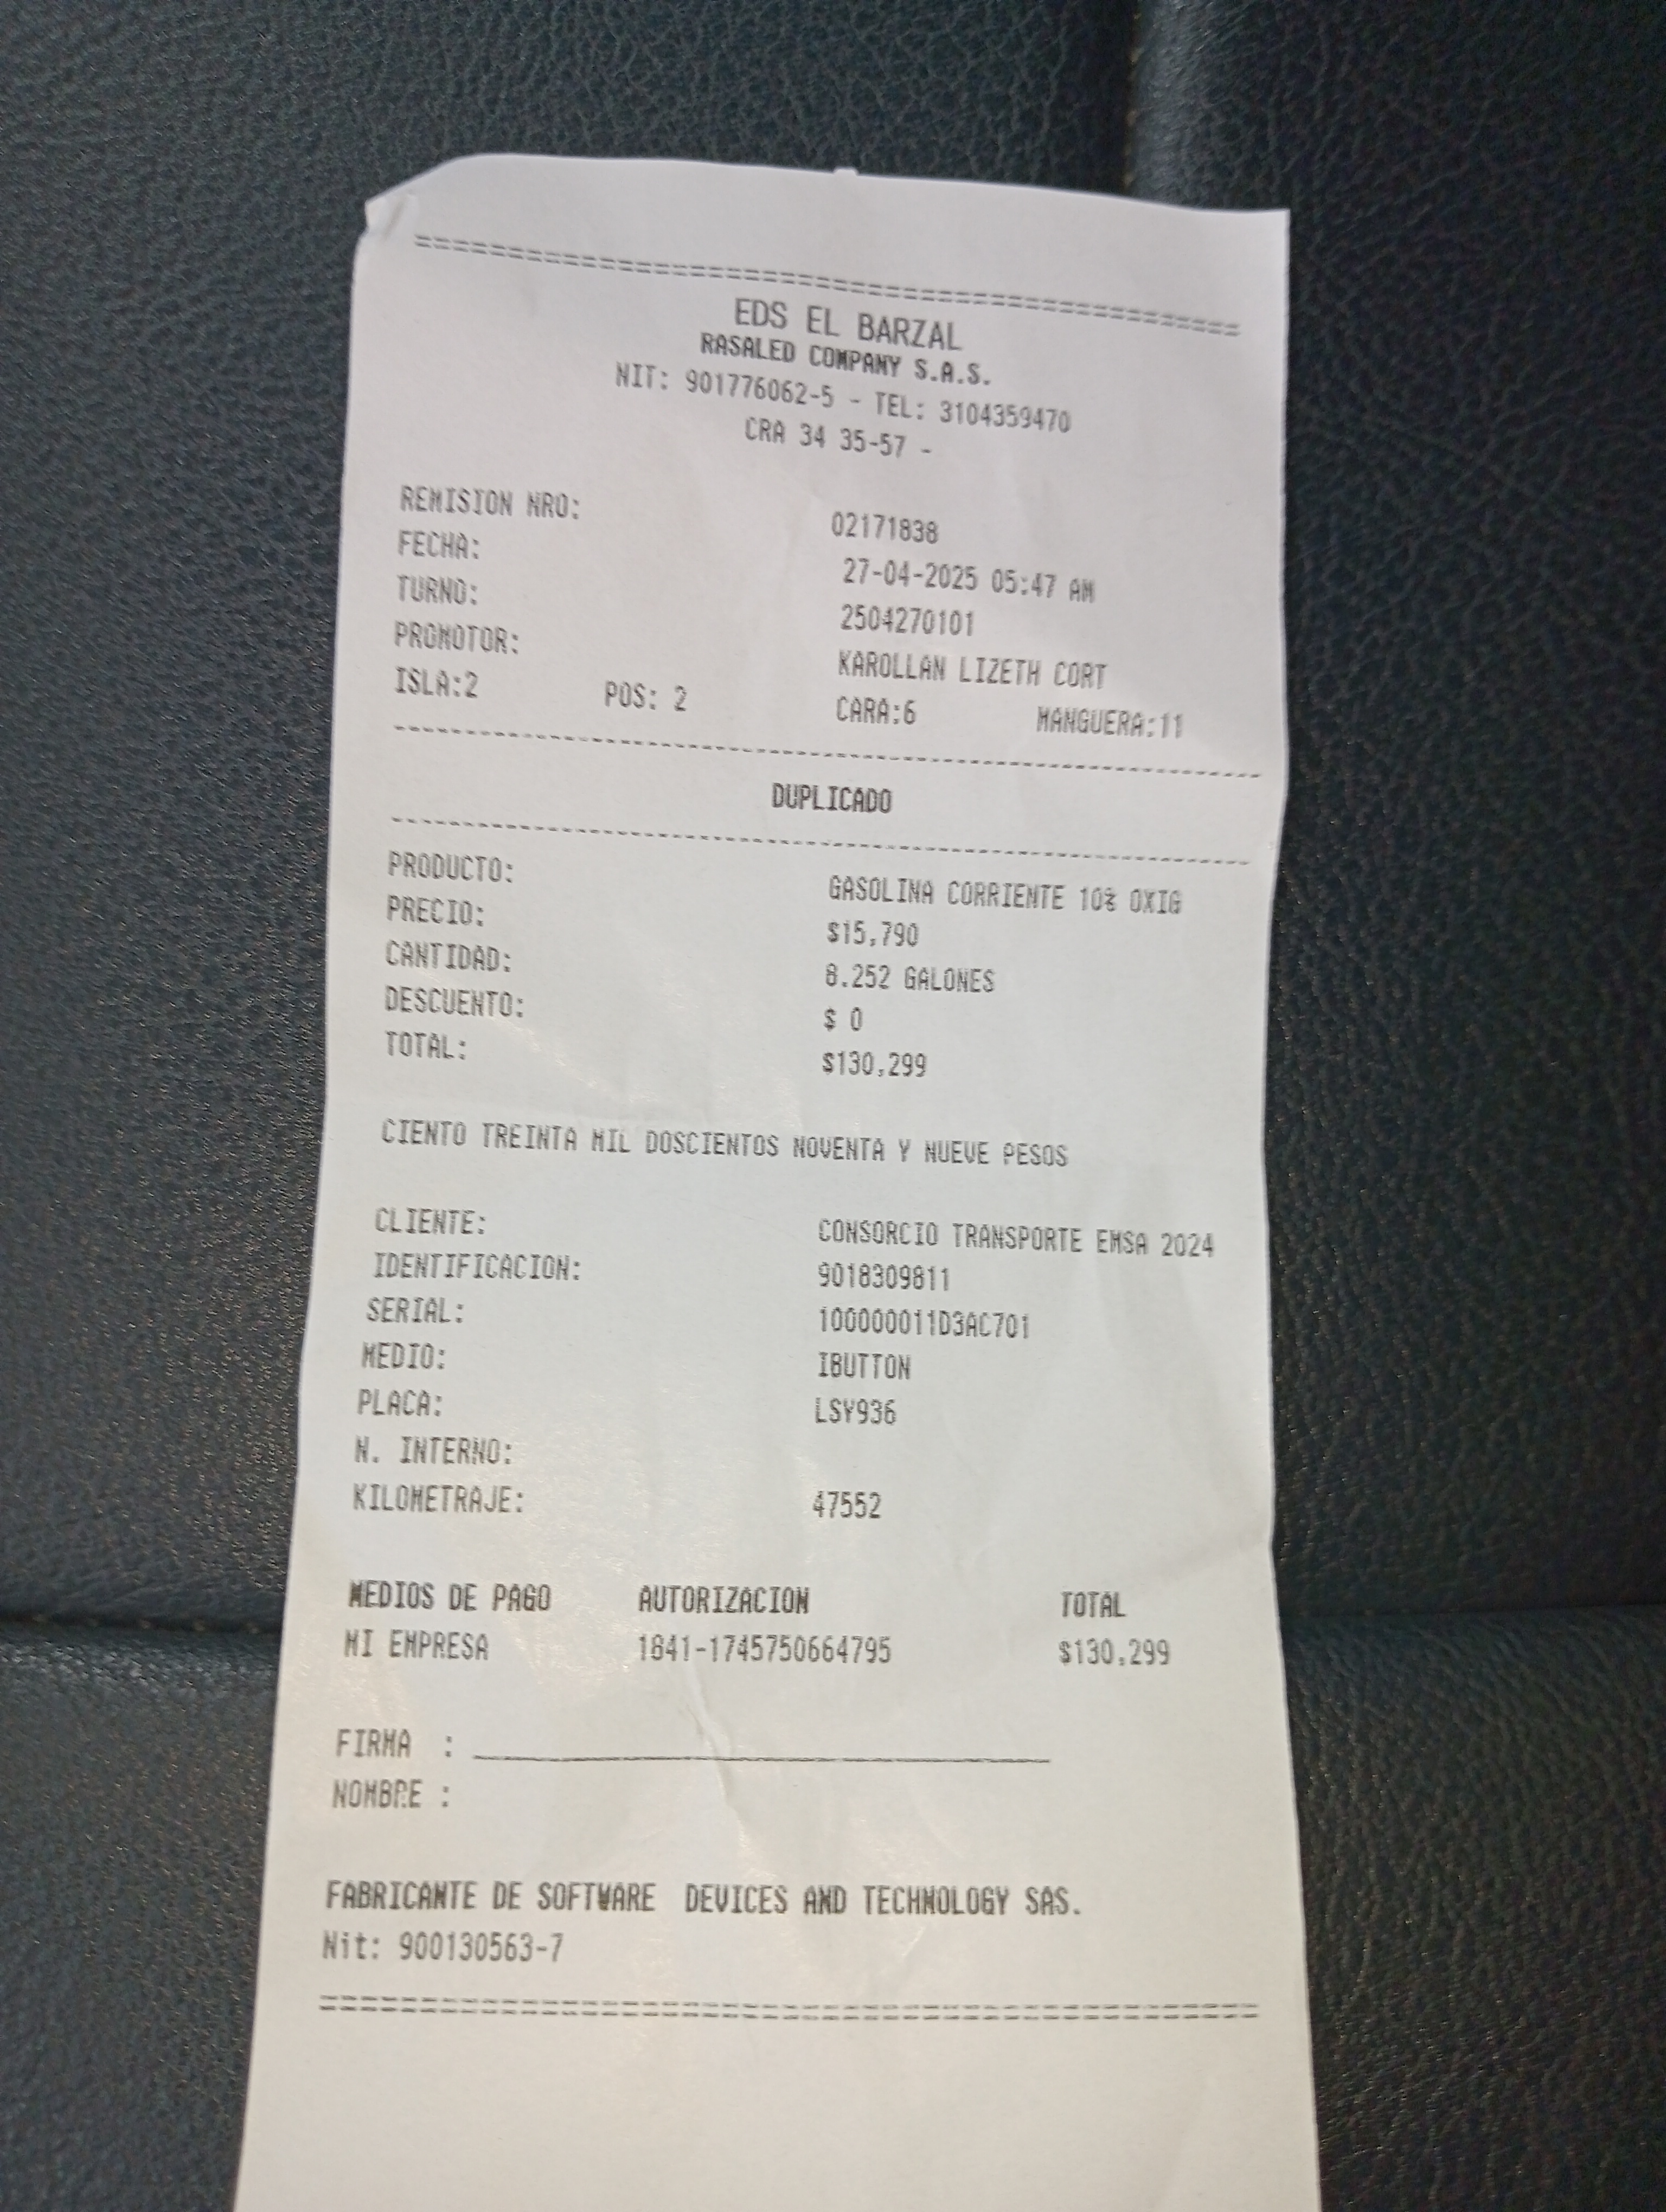 EDS EL BARZAL
RASALED COMPANY S.A.S.
NIT: 901776062-5 - TEL: 3104359470
CRA 34 35-57 -
REMISION NRO: 02171838
FECHA: 27-04-2025 05:47 AM
TURNO: 2504270101
PROMOTOR: KAROLLAN LIZETH CORT
ISLA:2 POS: 2 CARA:6 MANGUERA:11
DUPLICADO
PRODUCTO: GASOLINA CORRIENTE 10% OXIG
PRECIO: $15,790
CANTIDAD: 8.252 GALONES
DESCUENTO: $ 0
TOTAL: $130,299
CIENTO TREINTA MIL DOSCIENTOS NOVENTA Y NUEVE PESOS
CLIENTE: CONSORCIO TRANSPORTE EMSA 2024
IDENTIFICACION: 9018309811
SERIAL: 100000011D3AC701
MEDIO: IBUTTON
PLACA: LSY936
N. INTERNO:
KILOMETRAJE: 47552
MEDIOS DE PAGO AUTORIZACION TOTAL
MI EMPRESA 1841-1745750664795 $130,299
FIRMA :
NOMBRE :
FABRICANTE DE SOFTWARE DEVICES AND TECHNOLOGY SAS.
Nit: 900130563-7